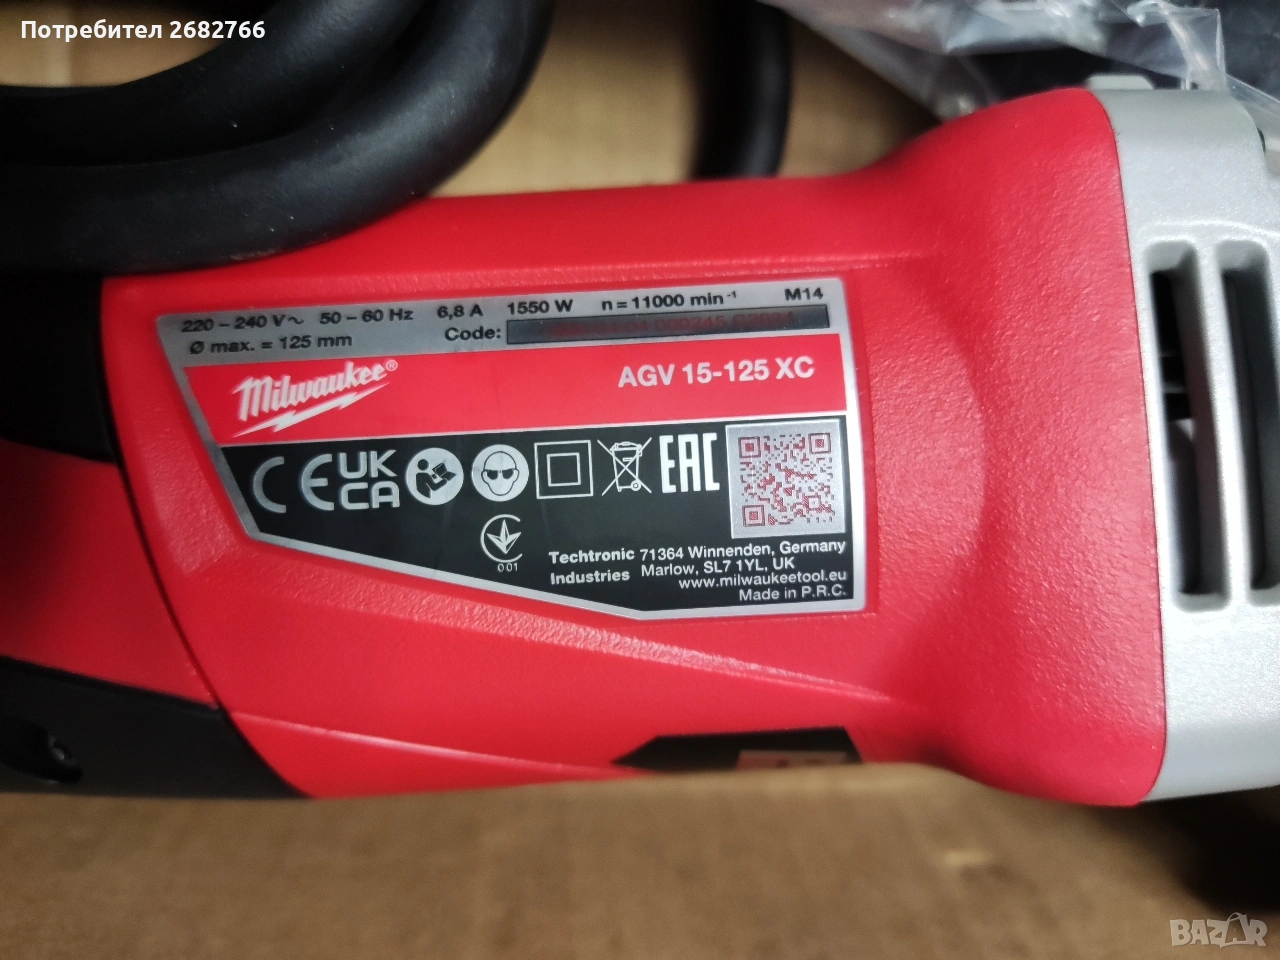 Потребител 2682766
220 – 240 V~ 50 – 60 Hz 6,8 A 1550 W n = 11000 min⁻¹ M14
Ø max. = 125 mm Code:
Milwaukee®
AGV 15-125 XC
CE UK
CA EAC
001
Techtronic 71364 Winnenden, Germany
Industries Marlow, SL7 1YL, UK
www.milwaukeetool.eu
Made in P.R.C.
BAZAR